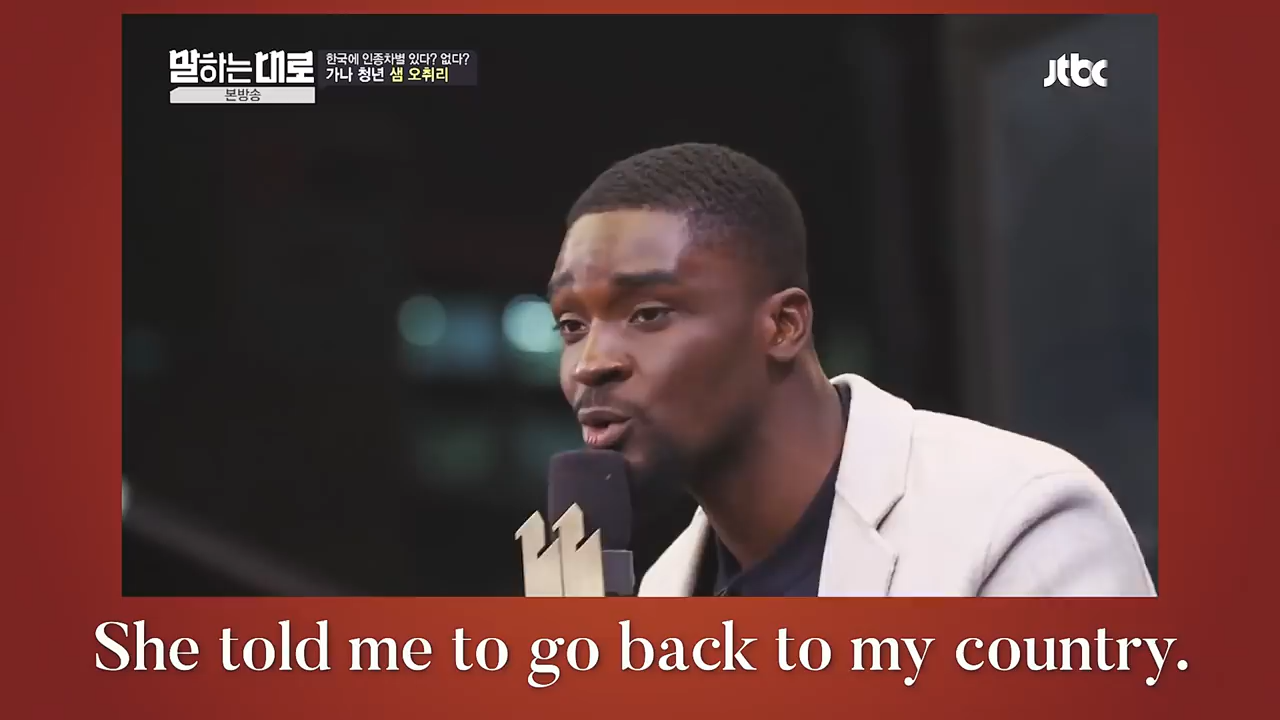 말하는대로
본방송
한국에 인종차별 있다? 없다?
가나 청년 샘 오취리
jtbc
She told me to go back to my country.